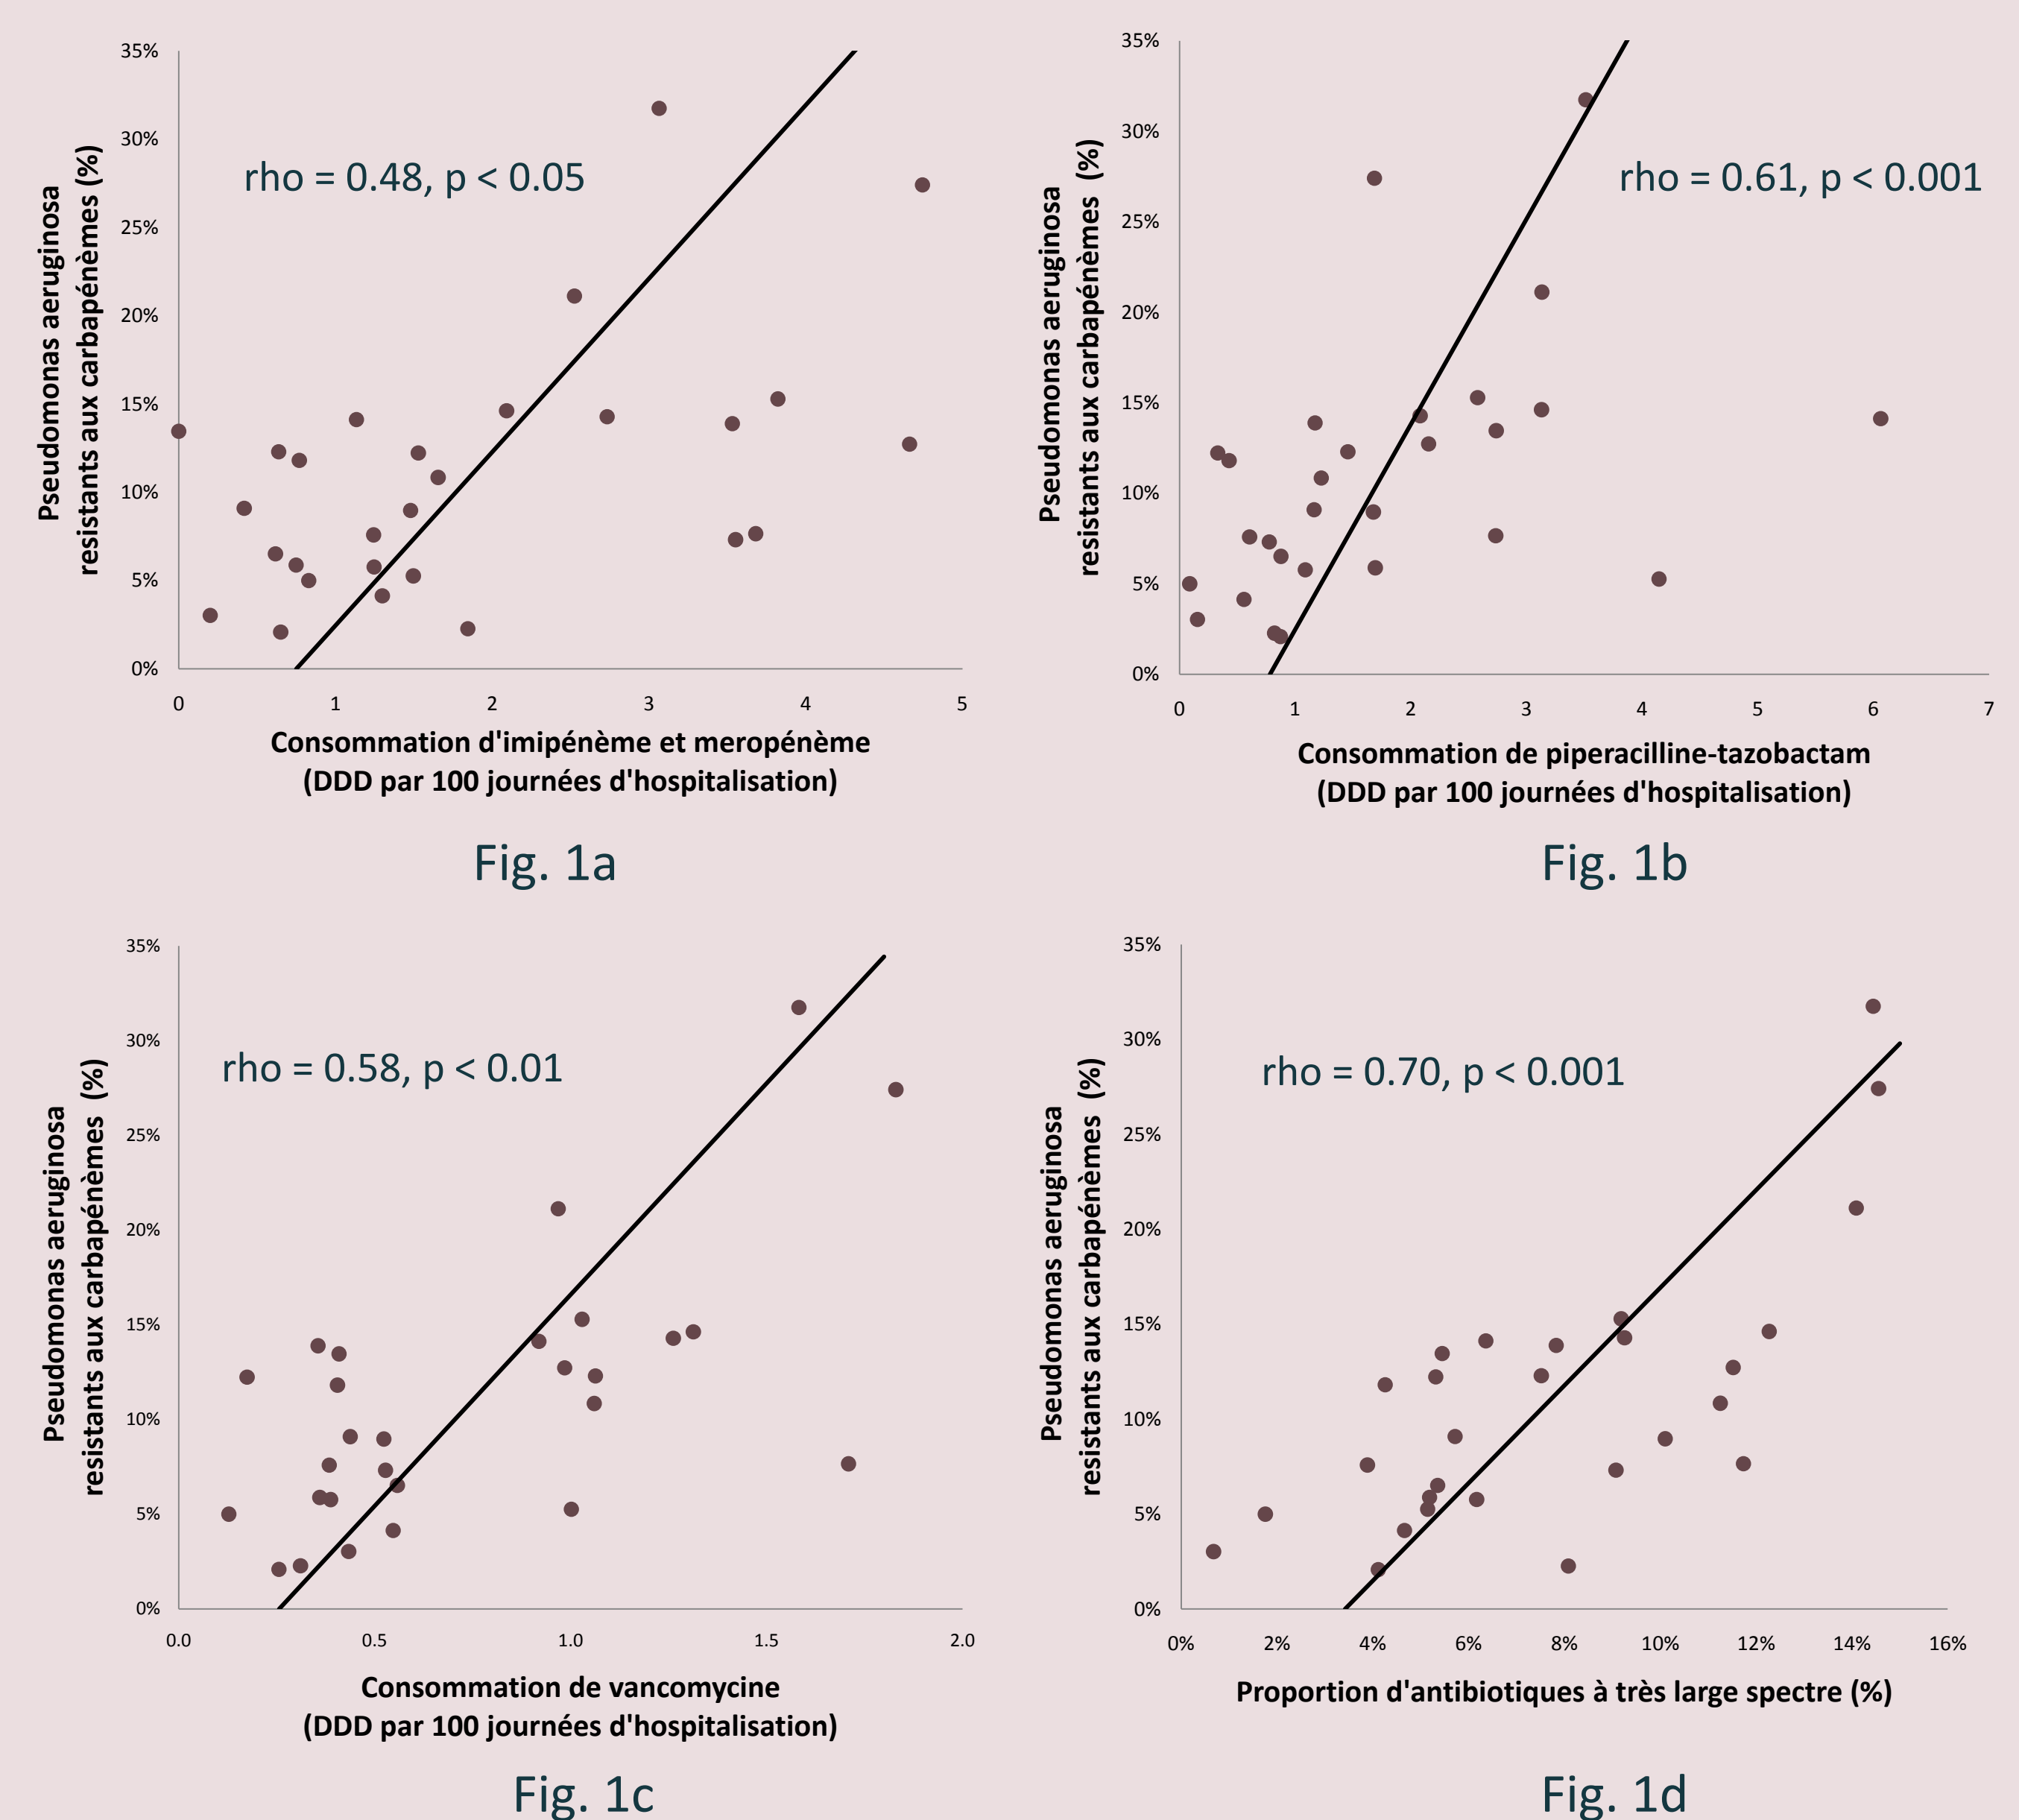 35%
30%
25%
20%
15%
10%
5%
0%
Pseudomonas aeruginosa
resistants aux carbapénèmes (%)
rho = 0.48, p < 0.05
0 1 2 3 4 5
Consommation d'imipénème et meropénème
(DDD par 100 journées d'hospitalisation)
Fig. 1a
35%
30%
25%
20%
15%
10%
5%
0%
Pseudomonas aeruginosa
resistants aux carbapénèmes (%)
rho = 0.61, p < 0.001
0 1 2 3 4 5 6 7
Consommation de piperacilline-tazobactam
(DDD par 100 journées d'hospitalisation)
Fig. 1b
35%
30%
25%
20%
15%
10%
5%
0%
Pseudomonas aeruginosa
resistants aux carbapénèmes (%)
rho = 0.58, p < 0.01
0.0 0.5 1.0 1.5 2.0
Consommation de vancomycine
(DDD par 100 journées d'hospitalisation)
Fig. 1c
35%
30%
25%
20%
15%
10%
5%
0%
Pseudomonas aeruginosa
resistants aux carbapénèmes (%)
rho = 0.70, p < 0.001
0% 2% 4% 6% 8% 10% 12% 14% 16%
Proportion d'antibiotiques à très large spectre (%)
Fig. 1d